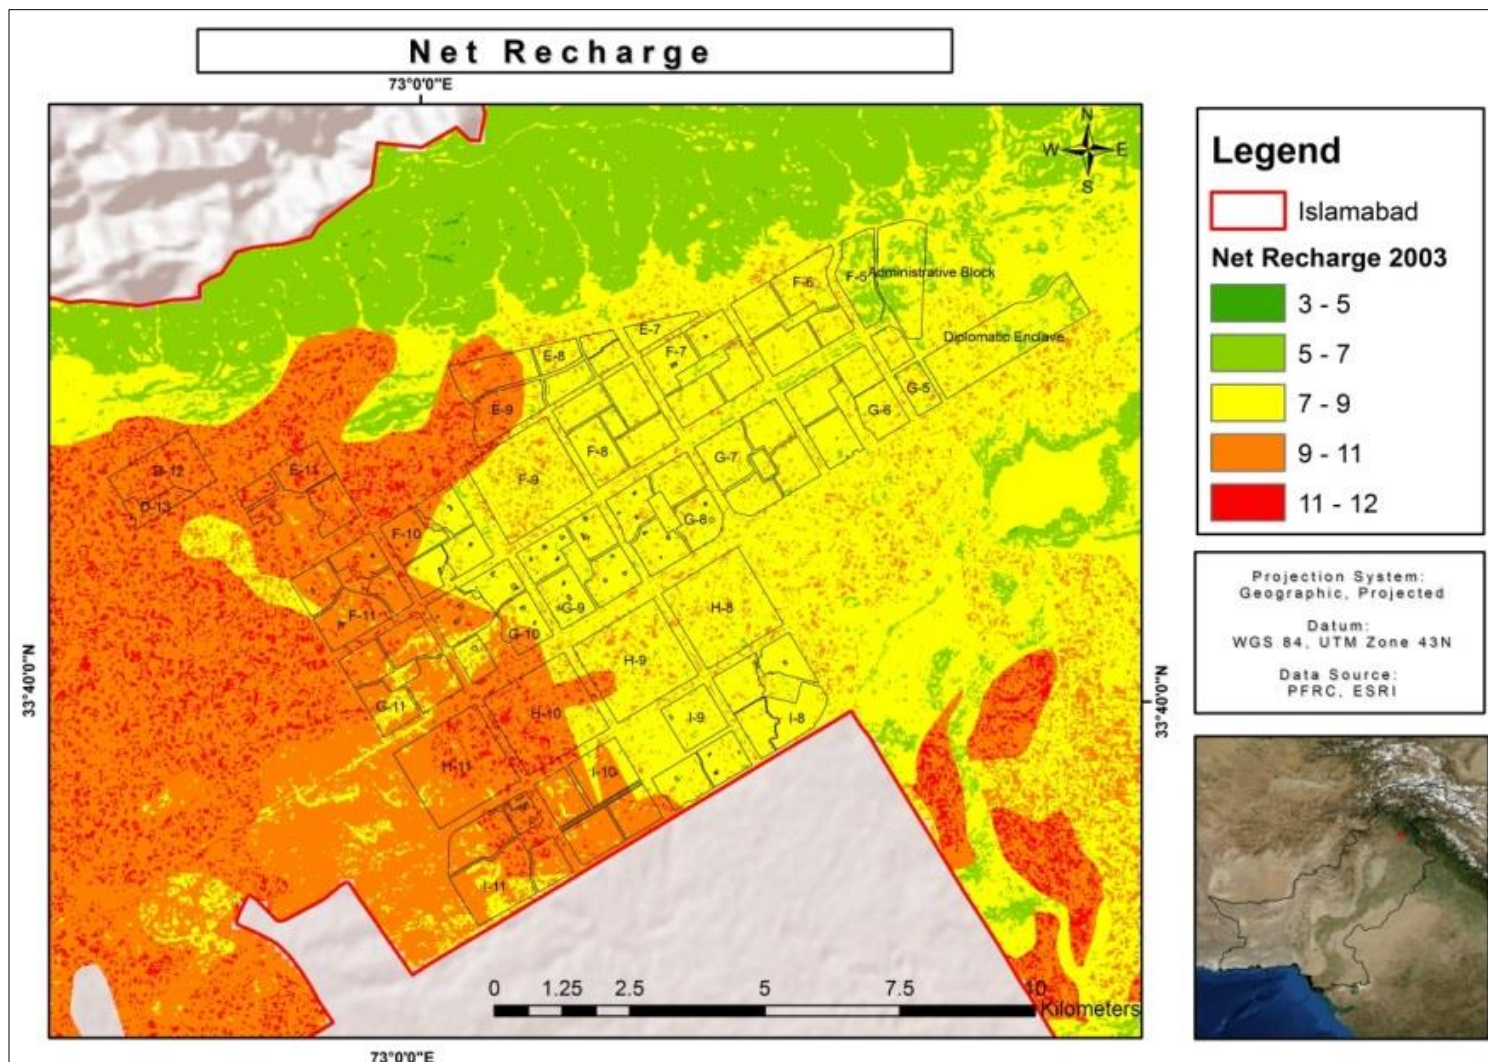 Net Recharge
73°0'0"E
N
W E
S
Legend
Islamabad
Net Recharge 2003
3 - 5
5 - 7
7 - 9
9 - 11
11 - 12
Projection System:
Geographic, Projected
Datum:
WGS 84, UTM Zone 43N
Data Source:
PFRC, ESRI
F-5
Administrative Block
F-6
E-7
Diplomatic Enclave
E-8
F-7
G-5
E-9
G-6
F-8
G-7
D-12
E-11
F-9
D-13
G-8
F-10
G-9
H-8
F-11
G-10
H-9
33°40'0"N
33°40'0"N
G-11
H-10
I-9
I-8
H-11
I-10
I-11
0 1.25 2.5 5 7.5 10
Kilometers
73°0'0"E